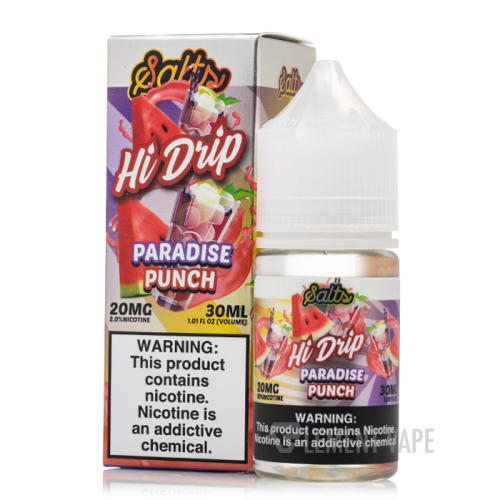 Salts
Hi Drip
PARADISE
PUNCH
20MG 30ML
2.0% NICOTINE 1.01 FLOZ (VOLUME)
WARNING:
This product
contains
nicotine.
Nicotine is an
addictive
chemical.
Salts
Hi Drip
PARADISE
PUNCH
20MG 30ML
WARNING:
This product contains Nicotine.
Nicotine is an addictive chemical.
ELEMENT VAPE